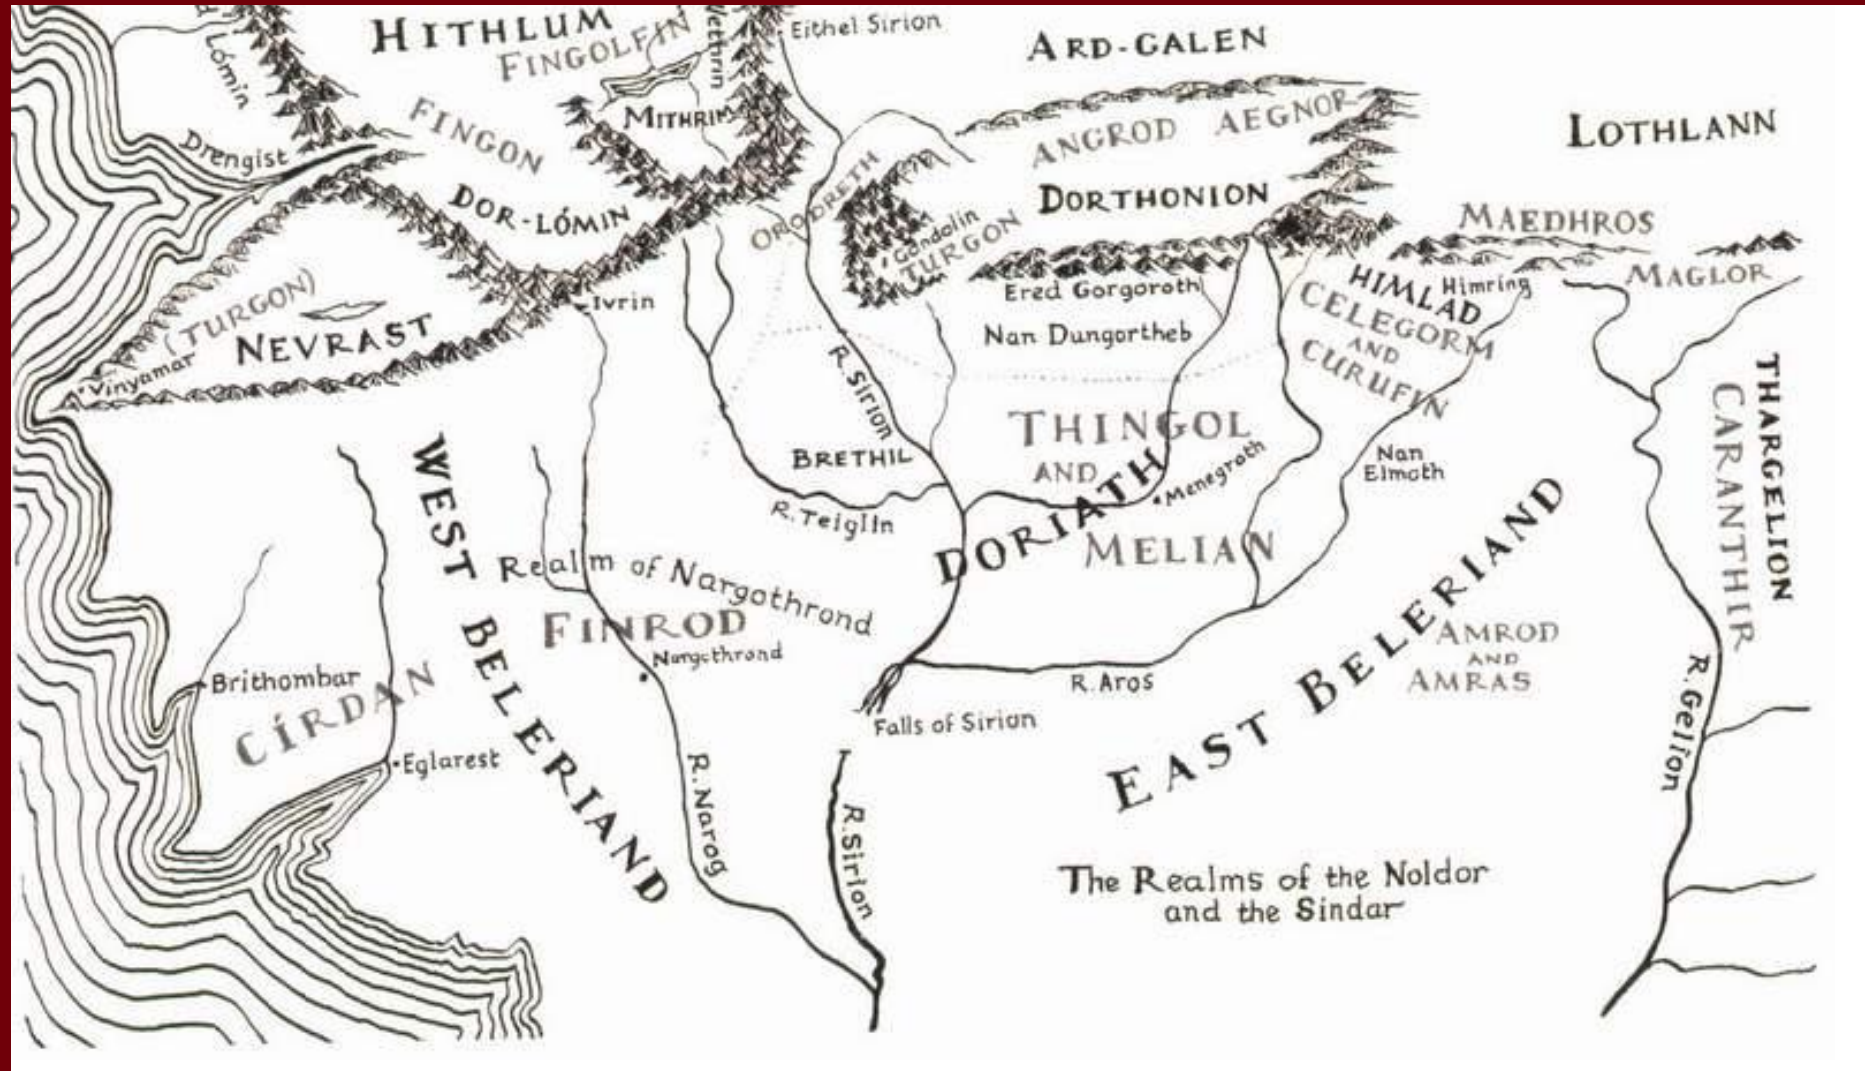 HITHLUM
FINGOLFIN
Eithel Sirion
ARD-GALEN
Lómin
FINGON
MITHRIM
ANGROD AEGNOR
LOTHLANN
Drengist
DOR-LÓMIN
ORODRETH
Gondolin
TURGON
DORTHONION
MAEDHROS
(TURGON)
NEVRAST
Vinyamar
Ivrin
Ered Gorgoroth
Nan Dungortheb
HIMLAD
Himring
MAGLOR
CELEGORM
AND
CURUFIN
R. Sirion
THARGELION
CARANTHIR
WEST BELERIAND
BRETHIL
R. Teiglin
THINGOL
AND
MELIAN
DORIATH
Menegroth
Nan
Elmoth
Realm of Nargothrond
FINROD
Nargothrond
EAST BELERIAND
AMROD
AND
AMRAS
Brithombar
CÍRDAN
Eglarest
R. Aros
Falls of Sirion
R. Narog
R. Sirion
R. Gelion
The Realms of the Noldor
and the Sindar